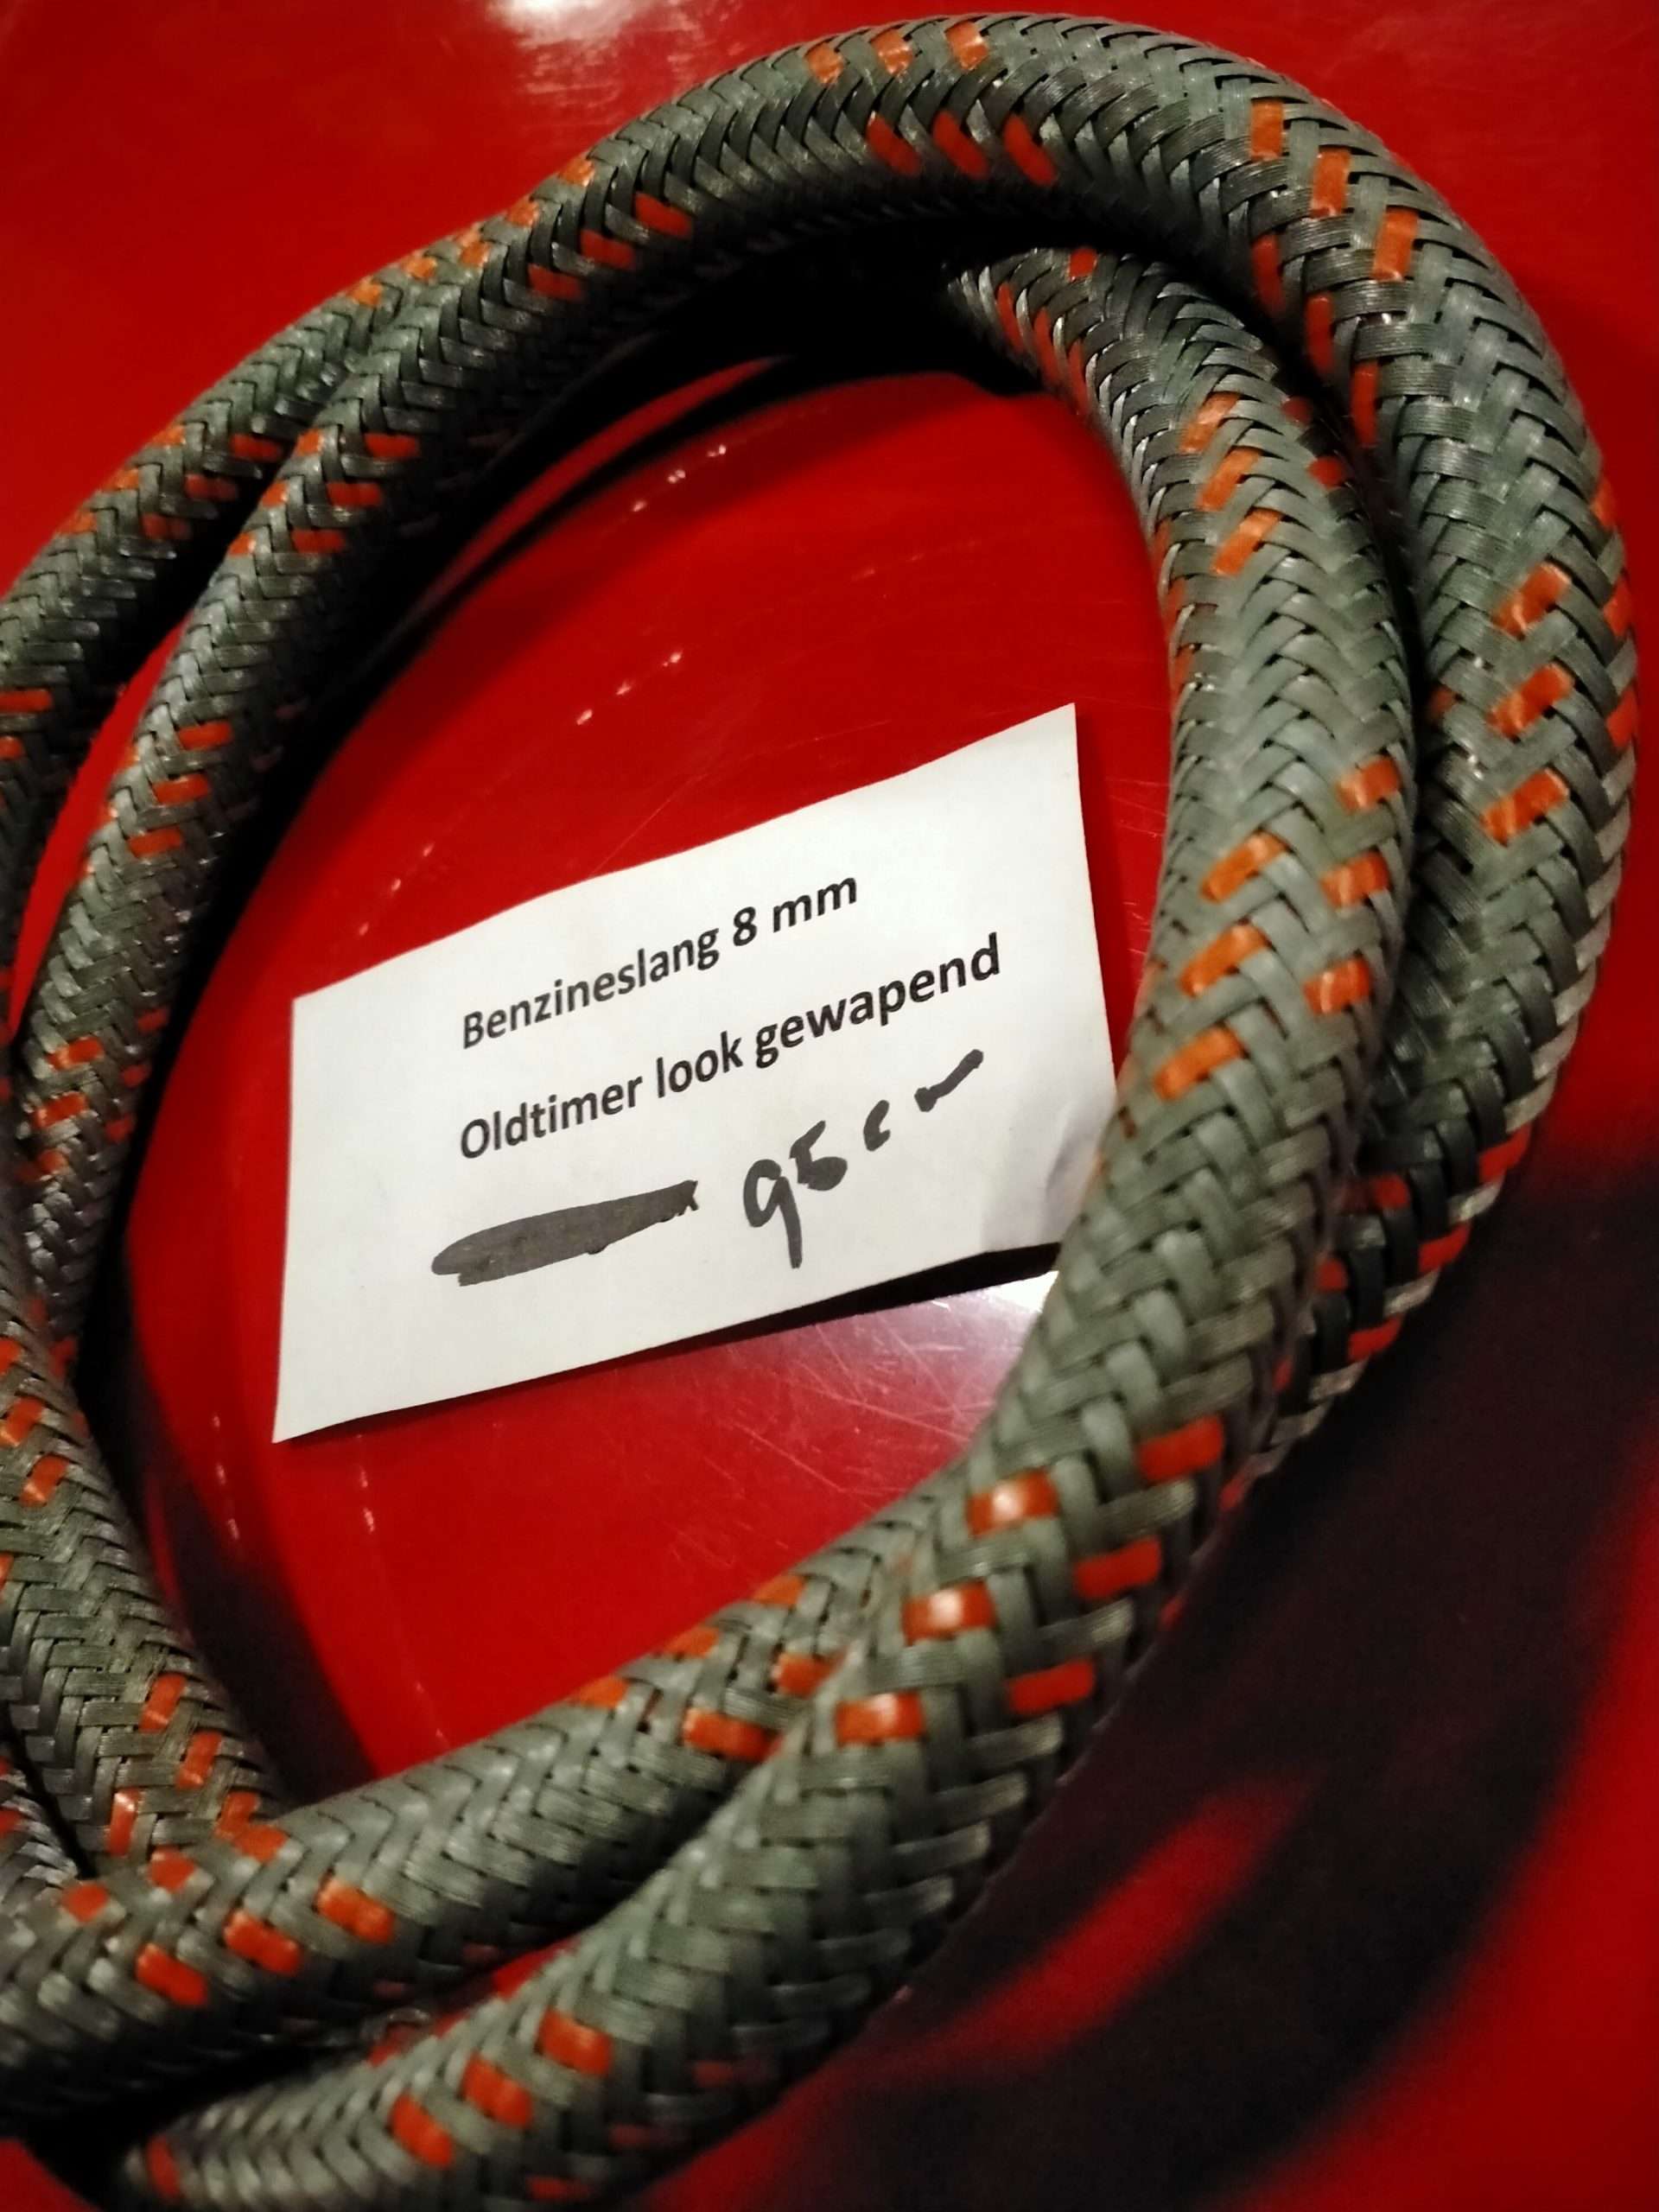 Benzineslang 8 mm
Oldtimer look gewapend
95 cm